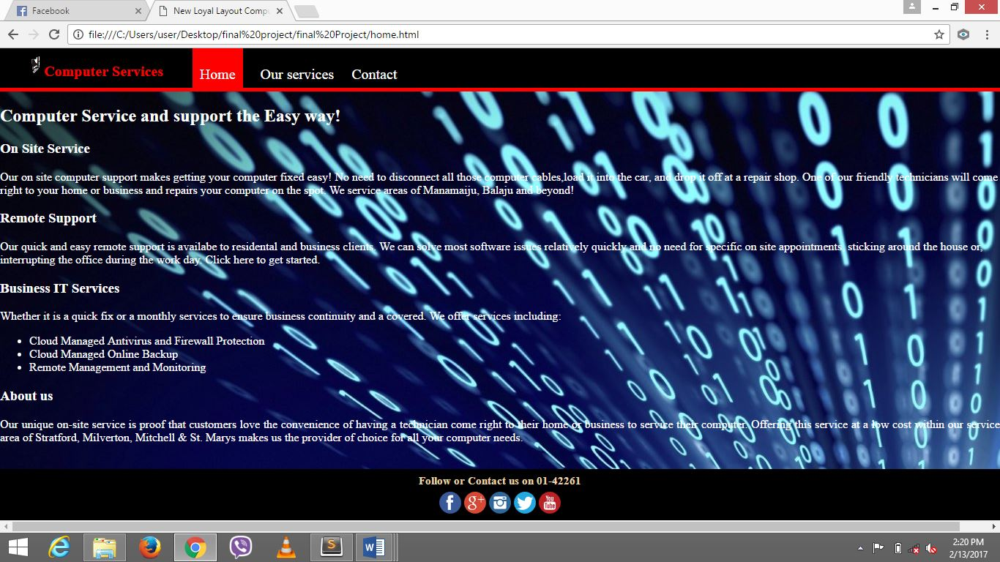 Facebook
New Loyal Layout Compu
file:///C:/Users/user/Desktop/final%20project/final%20Project/home.html
Computer Services
Home
Our services
Contact
Computer Service and support the Easy way!
On Site Service
Our on site computer support makes getting your computer fixed easy! No need to disconnect all those computer cables,load it into the car, and drop it off at a repair shop. One of our friendly technicians will come
right to your home or business and repairs your computer on the spot. We service areas of Manamaiju, Balaju and beyond!
Remote Support
Our quick and easy remote support is availabe to residental and business clients. We can solve most software issues relatively quickly and no need for specific on site appointments, sticking around the house or,
interrupting the office during the work day. Click here to get started.
Business IT Services
Whether it is a quick fix or a monthly services to ensure business continuity and a covered. We offer services including:
• Cloud Managed Antivirus and Firewall Protection
• Cloud Managed Online Backup
• Remote Management and Monitoring
About us
Our unique on-site service is proof that customers love the convenience of having a technician come right to their home or business to service their computer. Offering this service at a low cost within our service
area of Stratford, Milverton, Mitchell & St. Marys makes us the provider of choice for all your computer needs.
Follow or Contact us on 01-42261
You Tube
2:20 PM
2/13/2017